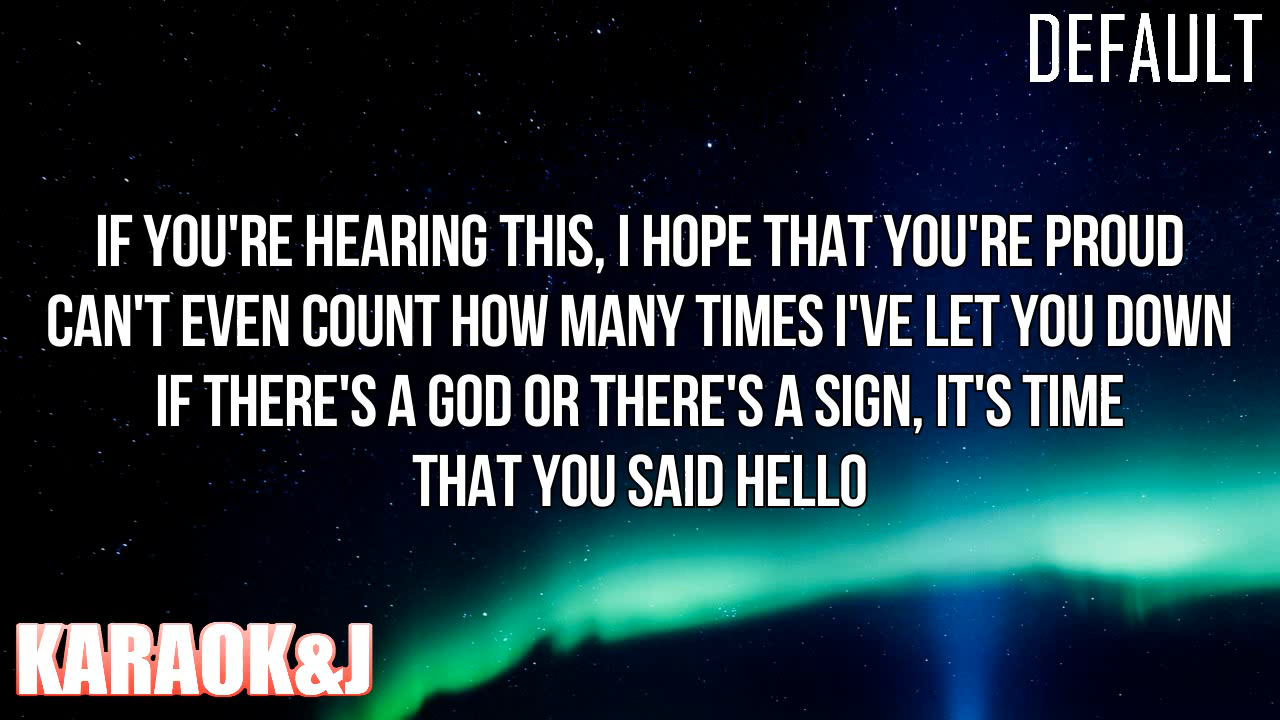 DEFAULT
IF YOU'RE HEARING THIS, I HOPE THAT YOU'RE PROUD
CAN'T EVEN COUNT HOW MANY TIMES I'VE LET YOU DOWN
IF THERE'S A GOD OR THERE'S A SIGN, IT'S TIME
THAT YOU SAID HELLO
KARAOK&J